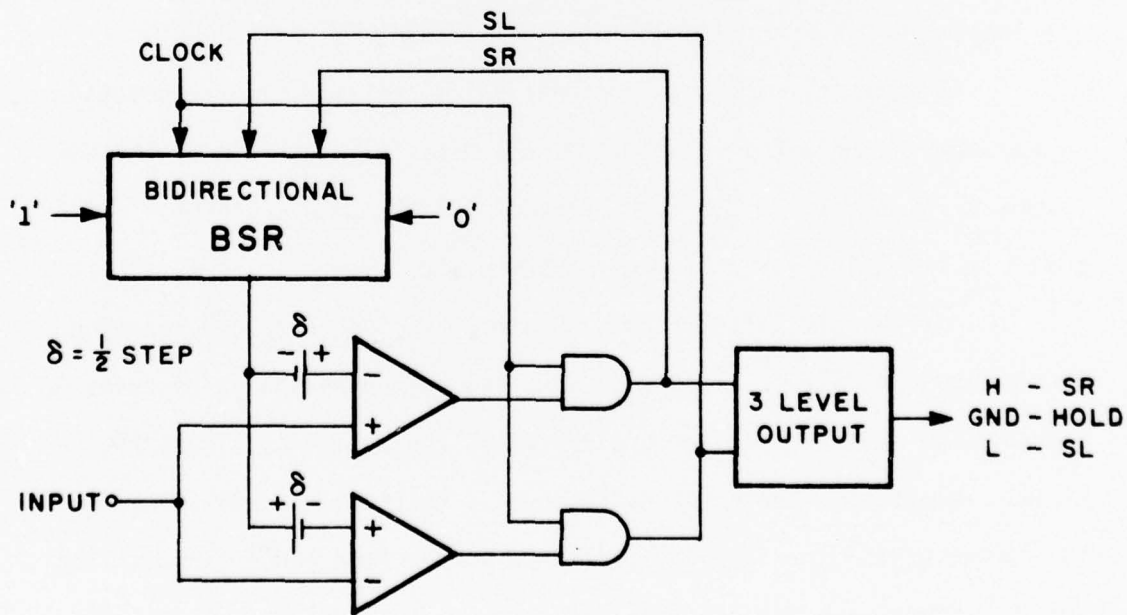 SL
CLOCK
SR
BIDIRECTIONAL
BSR
'1'
'0'
δ = 1/2 STEP
δ
- +
-
+
3 LEVEL
OUTPUT
H - SR
GND - HOLD
L - SL
INPUT
δ
+ -
+
-